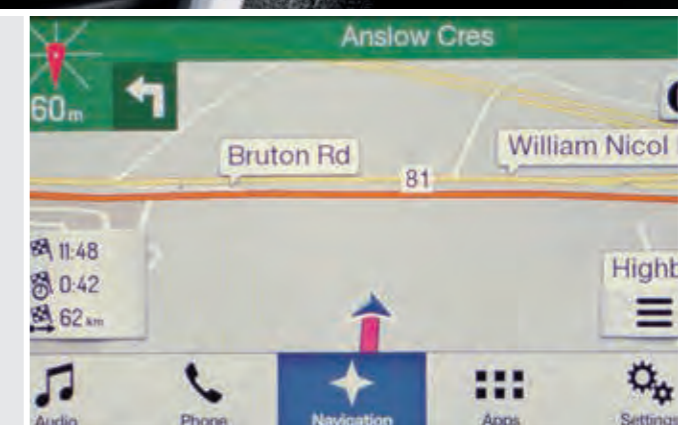 Anslow Cres
60m
Bruton Rd
William Nicol
81
11:48
0:42
62 km
Highb
Audio
Phone
Navigation
Apps
Settings